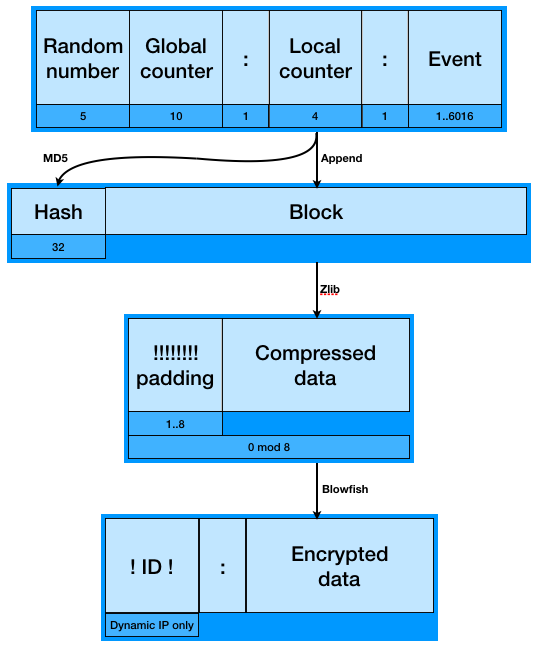 Random number
Global counter
:
Local counter
:
Event
5
10
1
4
1
1..6016
MD5
Append
Hash
Block
32
Zlib
!!!!!!!! padding
Compressed data
1..8
0 mod 8
Blowfish
! ID !
:
Encrypted data
Dynamic IP only